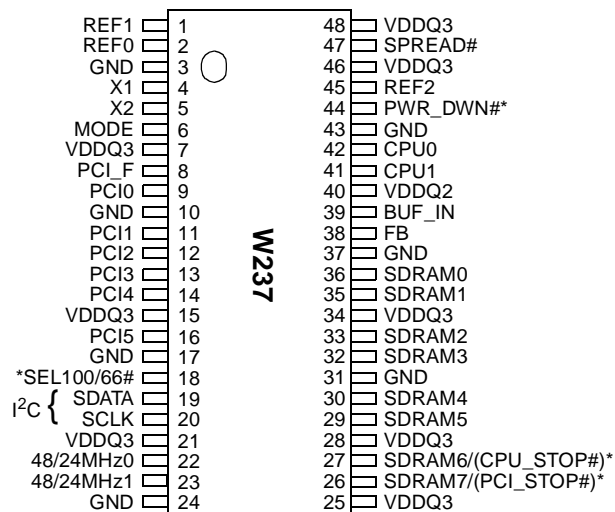 REF1 1 48 VDDQ3
REF0 2 47 SPREAD#
GND 3 46 VDDQ3
X1 4 45 REF2
X2 5 44 PWR_DWN#*
MODE 6 43 GND
VDDQ3 7 42 CPU0
PCI_F 8 41 CPU1
PCI0 9 40 VDDQ2
GND 10 39 BUF_IN
PCI1 11 38 FB
PCI2 12 37 GND
PCI3 13 36 SDRAM0
PCI4 14 35 SDRAM1
VDDQ3 15 34 VDDQ3
PCI5 16 33 SDRAM2
GND 17 32 SDRAM3
*SEL100/66# 18 31 GND
I²C { SDATA 19 30 SDRAM4
SCLK 20 29 SDRAM5
VDDQ3 21 28 VDDQ3
48/24MHz0 22 27 SDRAM6/(CPU_STOP#)*
48/24MHz1 23 26 SDRAM7/(PCI_STOP#)*
GND 24 25 VDDQ3
W237